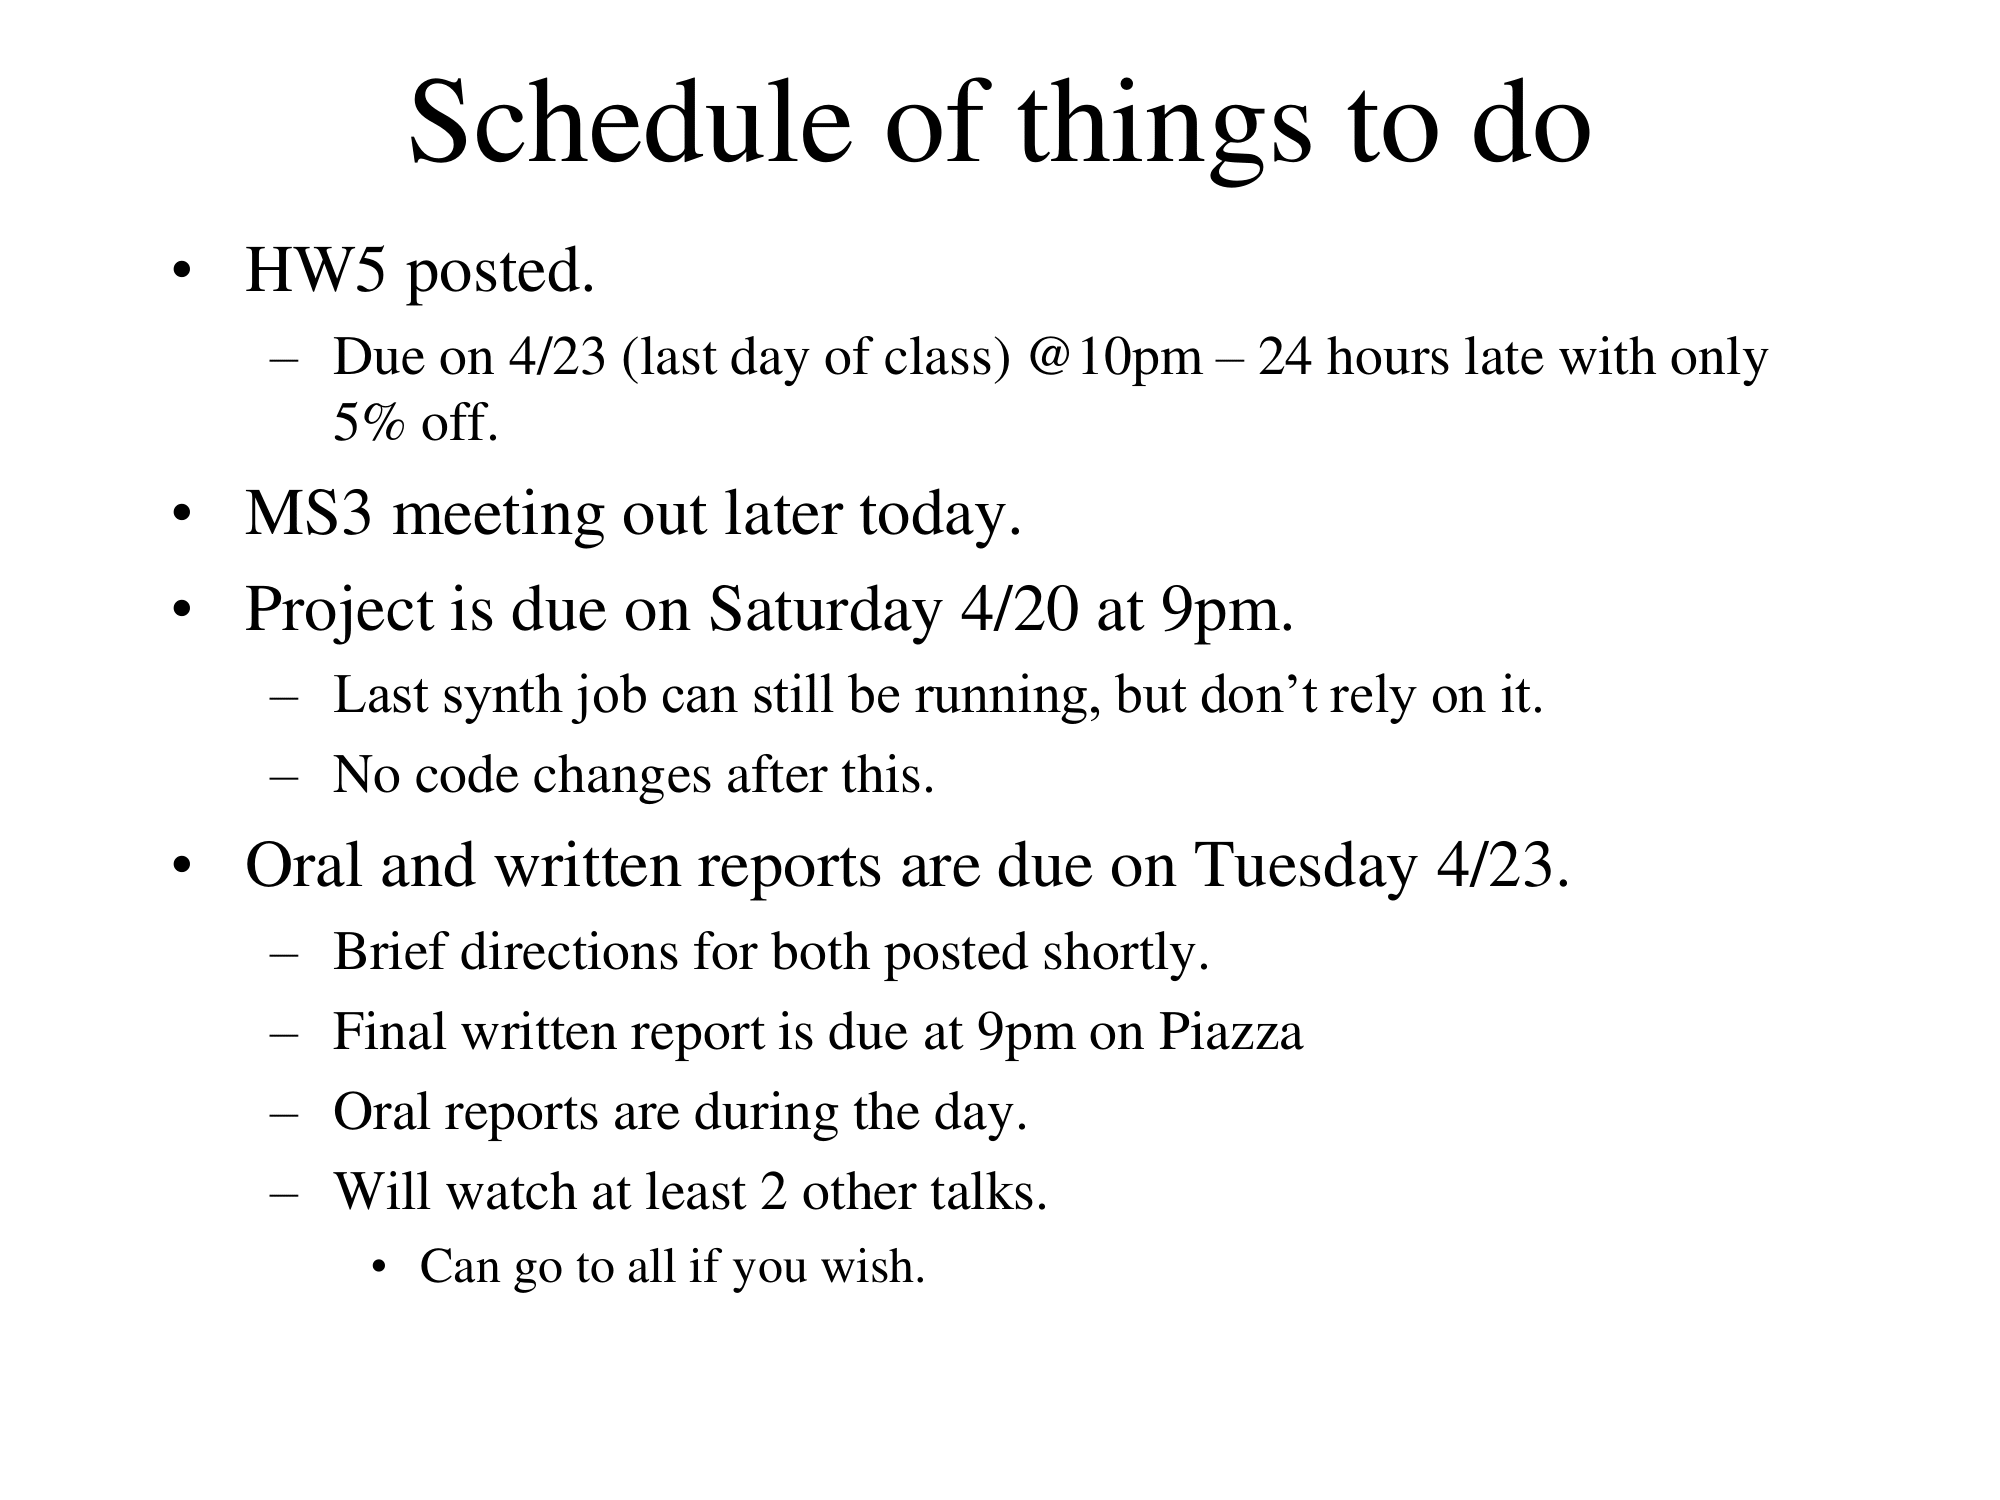 Schedule of things to do
• HW5 posted.
– Due on 4/23 (last day of class) @10pm – 24 hours late with only
5% off.
• MS3 meeting out later today.
• Project is due on Saturday 4/20 at 9pm.
– Last synth job can still be running, but don’t rely on it.
– No code changes after this.
• Oral and written reports are due on Tuesday 4/23.
– Brief directions for both posted shortly.
– Final written report is due at 9pm on Piazza
– Oral reports are during the day.
– Will watch at least 2 other talks.
• Can go to all if you wish.